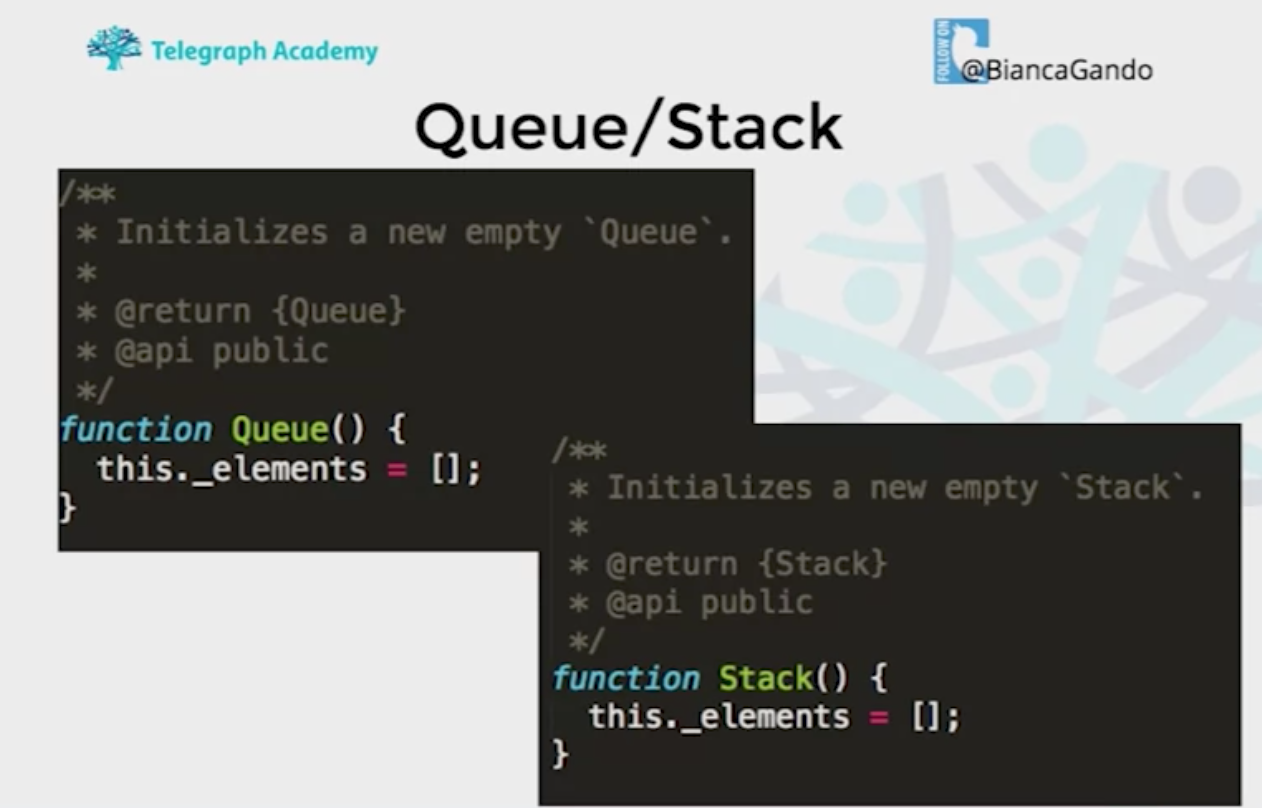 Telegraph Academy
FOLLOW ON
@BiancaGando
Queue/Stack
/**
 * Initializes a new empty `Queue`.
 *
 * @return {Queue}
 * @api public
 */
function Queue() {
  this._elements = [];
}
/**
 * Initializes a new empty `Stack`.
 *
 * @return {Stack}
 * @api public
 */
function Stack() {
  this._elements = [];
}